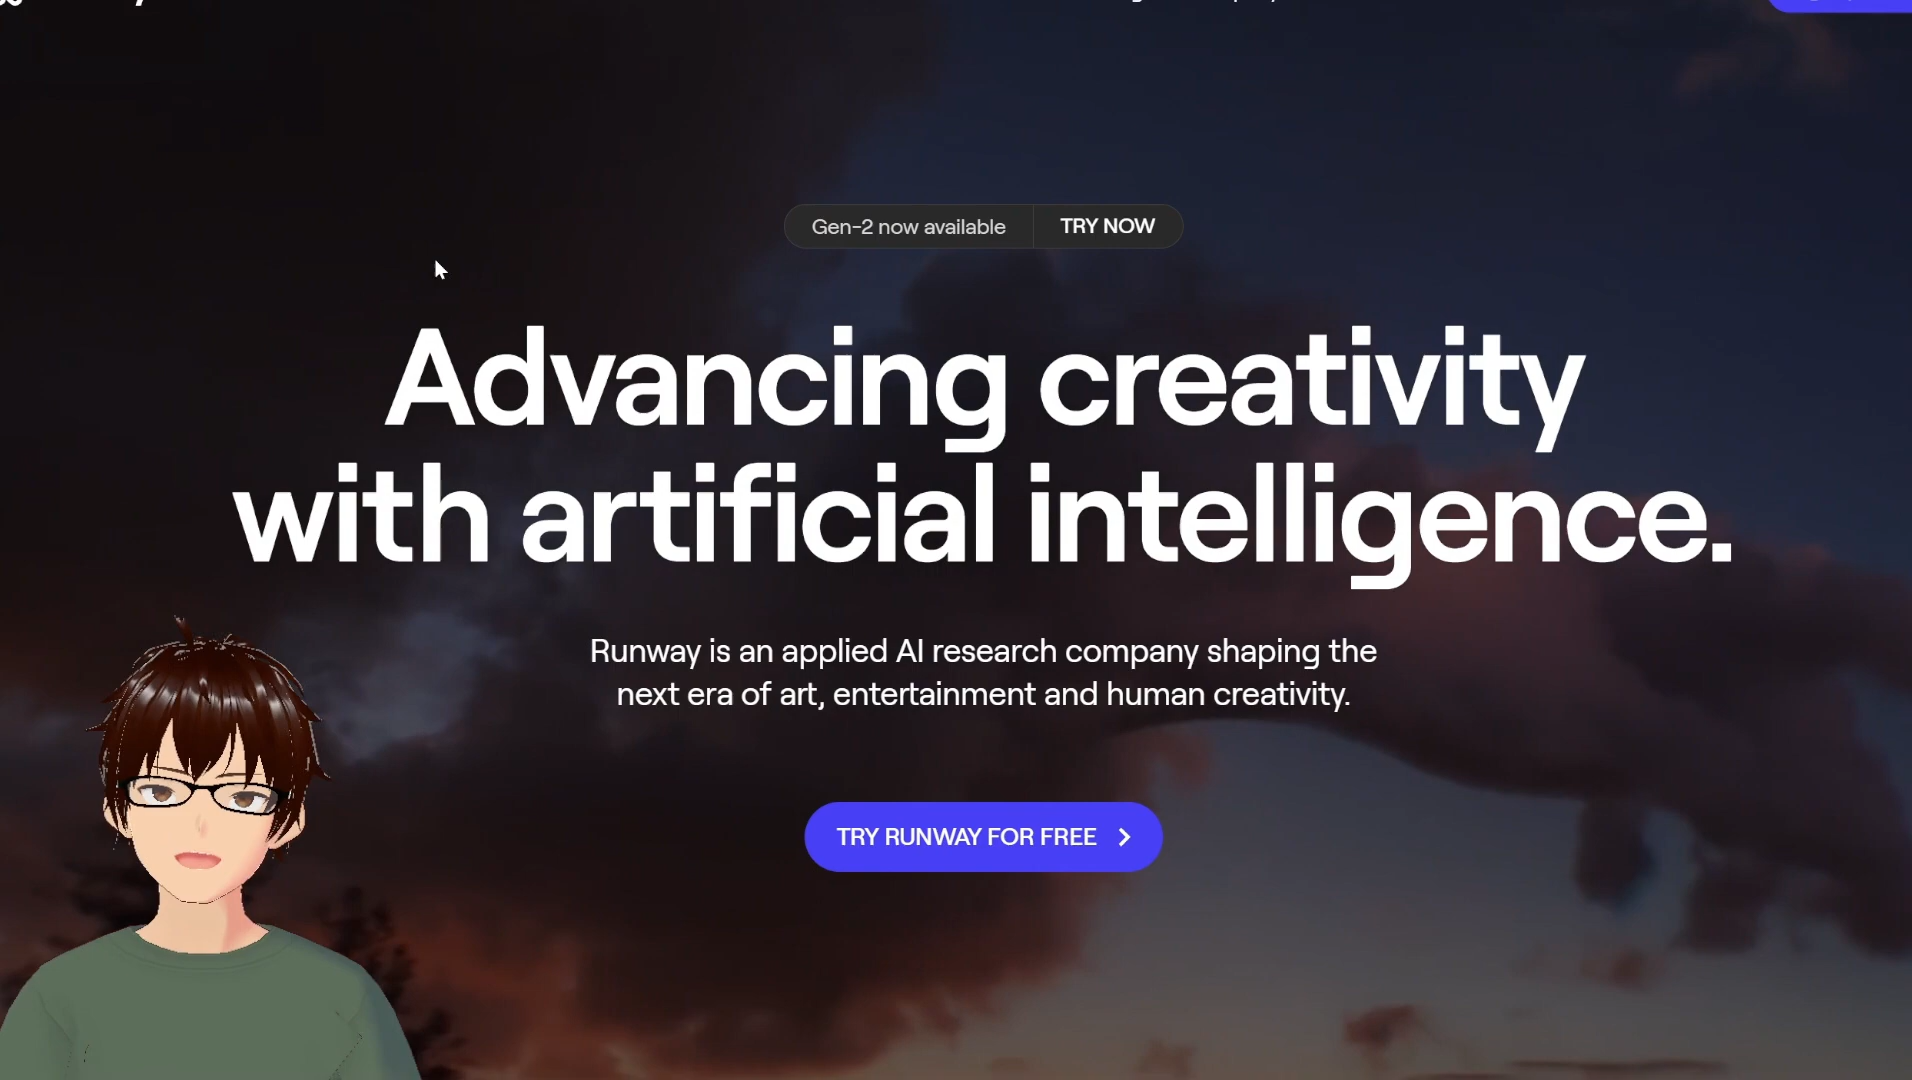 Gen-2 now available TRY NOW
Advancing creativity
with artificial intelligence.
Runway is an applied AI research company shaping the
next era of art, entertainment and human creativity.
TRY RUNWAY FOR FREE